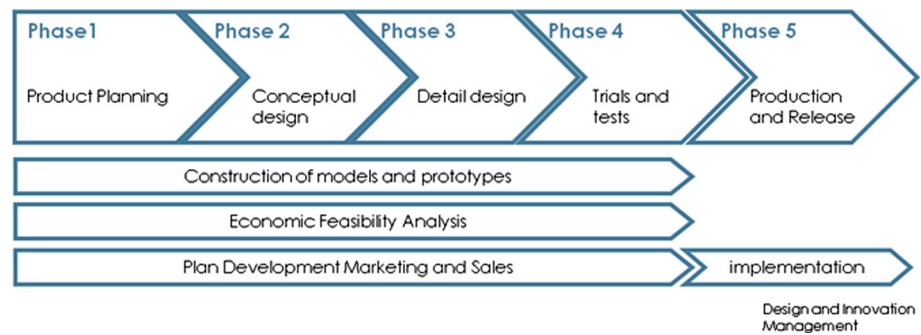 Phase1
Phase 2
Phase 3
Phase 4
Phase 5
Product Planning
Conceptual
design
Detail design
Trials and
tests
Production
and Release
Construction of models and prototypes
Economic Feasibility Analysis
Plan Development Marketing and Sales
implementation
Design and Innovation
Management